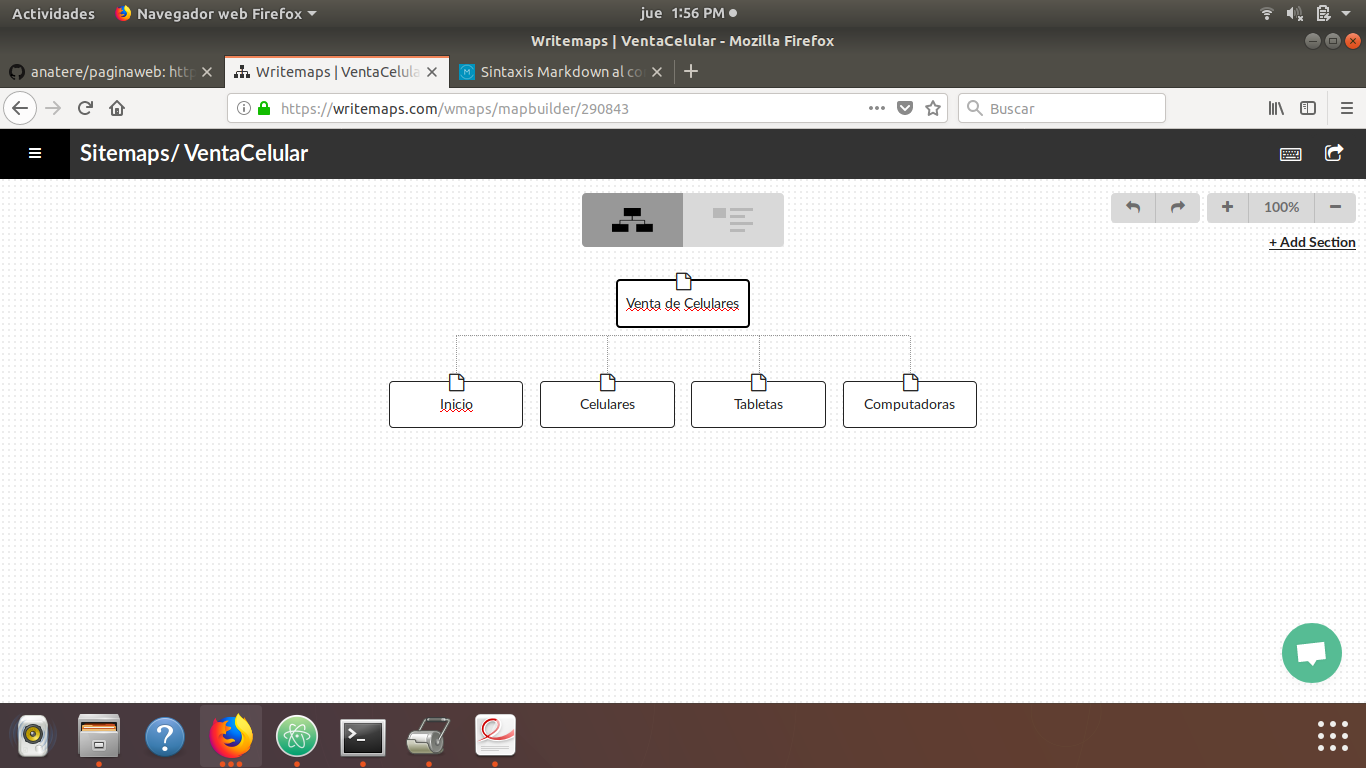 Actividades Navegador web Firefox jue 1:56 PM
Writemaps | VentaCelular - Mozilla Firefox
anatere/paginaweb: http Writemaps | VentaCelula Sintaxis Markdown al co
https://writemaps.com/wmaps/mapbuilder/290843 Buscar
Sitemaps/ VentaCelular
100%
+ Add Section
Venta de Celulares
Inicio Celulares Tabletas Computadoras